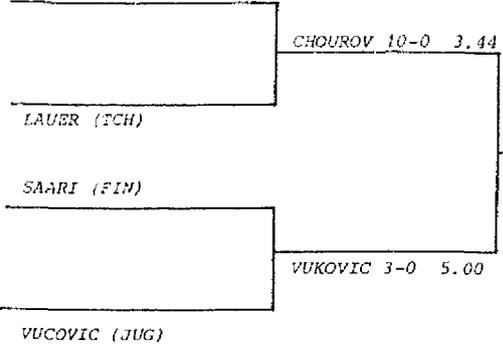 CHOUROV 10-0 3.44
LAUER (TCH)
SAARI (FIN)
VUKOVIC 3-0 5.00
VUCOVIC (JUG)